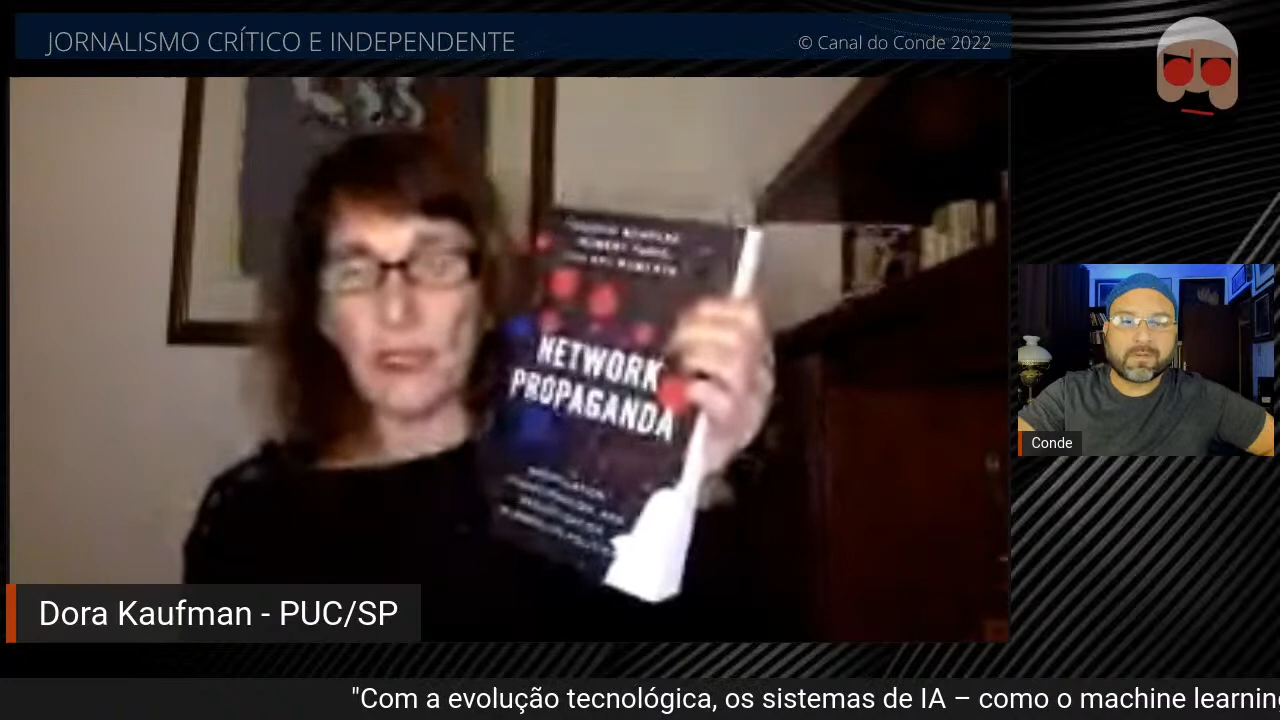 JORNALISMO CRÍTICO E INDEPENDENTE
© Canal do Conde 2022
NETWORK
PROPAGANDA
Conde
Dora Kaufman - PUC/SP
"Com a evolução tecnológica, os sistemas de IA – como o machine learnin